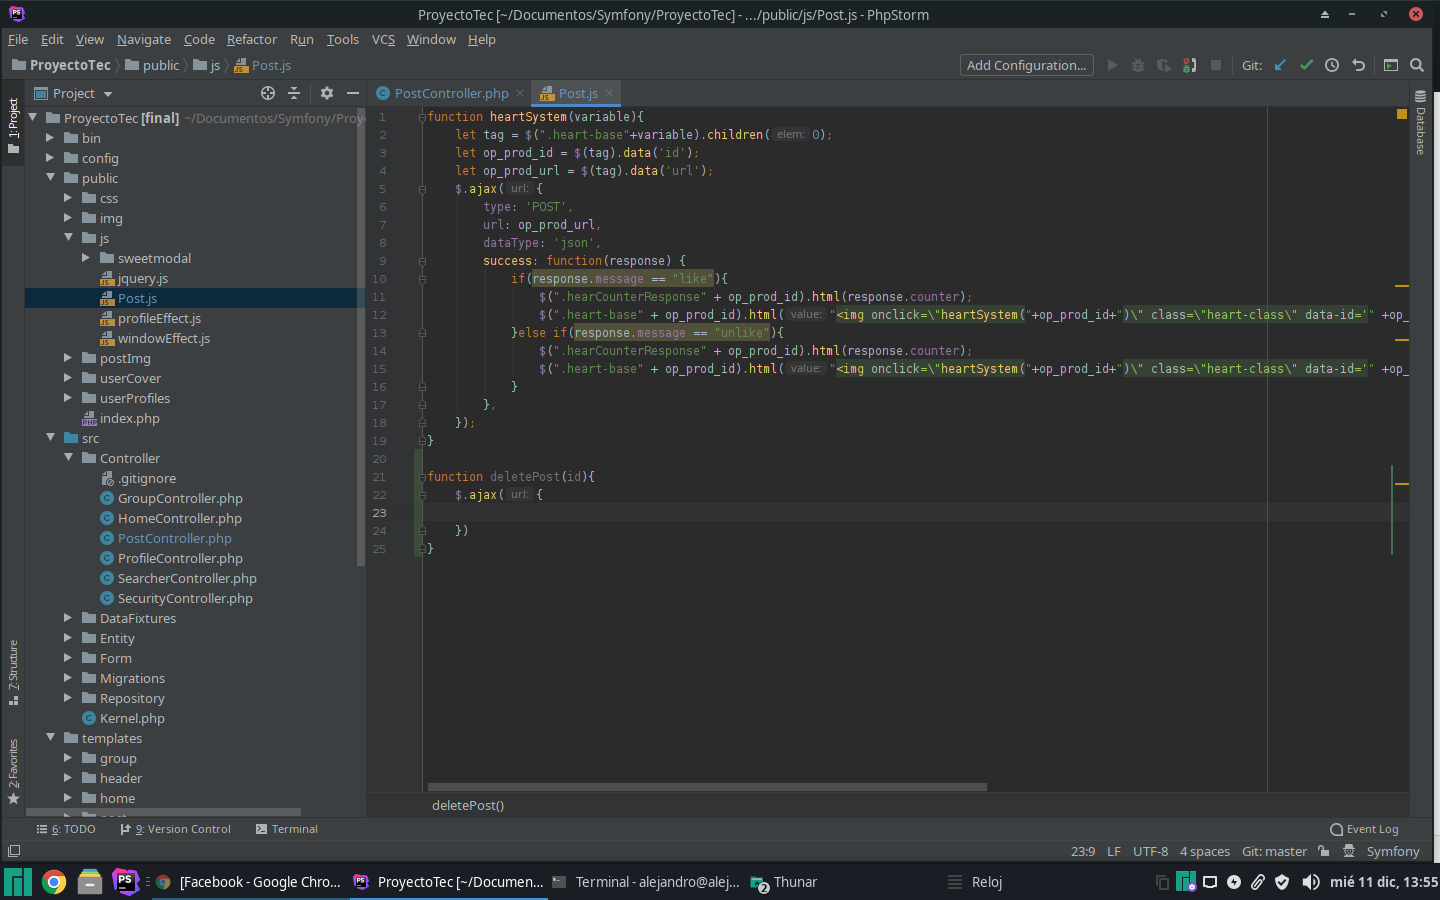 ProyectoTec [~/Documentos/Symfony/ProyectoTec] - .../public/js/Post.js - PhpStorm
File Edit View Navigate Code Refactor Run Tools VCS Window Help
ProyectoTec public js Post.js Add Configuration... Git:
Project PostController.php Post.js
1: Project
7: Structure
2: Favorites
Database
ProyectoTec [final] ~/Documentos/Symfony/Proy
bin
config
public
css
img
js
sweetmodal
jquery.js
Post.js
profileEffect.js
windowEffect.js
postImg
userCover
userProfiles
index.php
src
Controller
.gitignore
GroupController.php
HomeController.php
PostController.php
ProfileController.php
SearcherController.php
SecurityController.php
DataFixtures
Entity
Form
Migrations
Repository
Kernel.php
templates
group
header
home
1 function heartSystem(variable){
2 let tag = $(".heart-base"+variable).children( elem: 0);
3 let op_prod_id = $(tag).data('id');
4 let op_prod_url = $(tag).data('url');
5 $.ajax( url: {
6 type: 'POST',
7 url: op_prod_url,
8 dataType: 'json',
9 success: function(response) {
10 if(response.message == "like"){
11 $(".hearCounterResponse" + op_prod_id).html(response.counter);
12 $(".heart-base" + op_prod_id).html( value: "<img onclick=\"heartSystem("+op_prod_id+")\" class=\"heart-class\" data-id='" +op_
13 }else if(response.message == "unlike"){
14 $(".hearCounterResponse" + op_prod_id).html(response.counter);
15 $(".heart-base" + op_prod_id).html( value: "<img onclick=\"heartSystem("+op_prod_id+")\" class=\"heart-class\" data-id='" +op_
16 }
17 },
18 });
19 }
20
21 function deletePost(id){
22 $.ajax( url: {
23
24 })
25 }
deletePost()
6: TODO 9: Version Control Terminal Event Log
23:9 LF UTF-8 4 spaces Git: master Symfony
[Facebook - Google Chro... ProyectoTec [~/Documen... Terminal - alejandro@alej... 2 Thunar Reloj mié 11 dic, 13:55